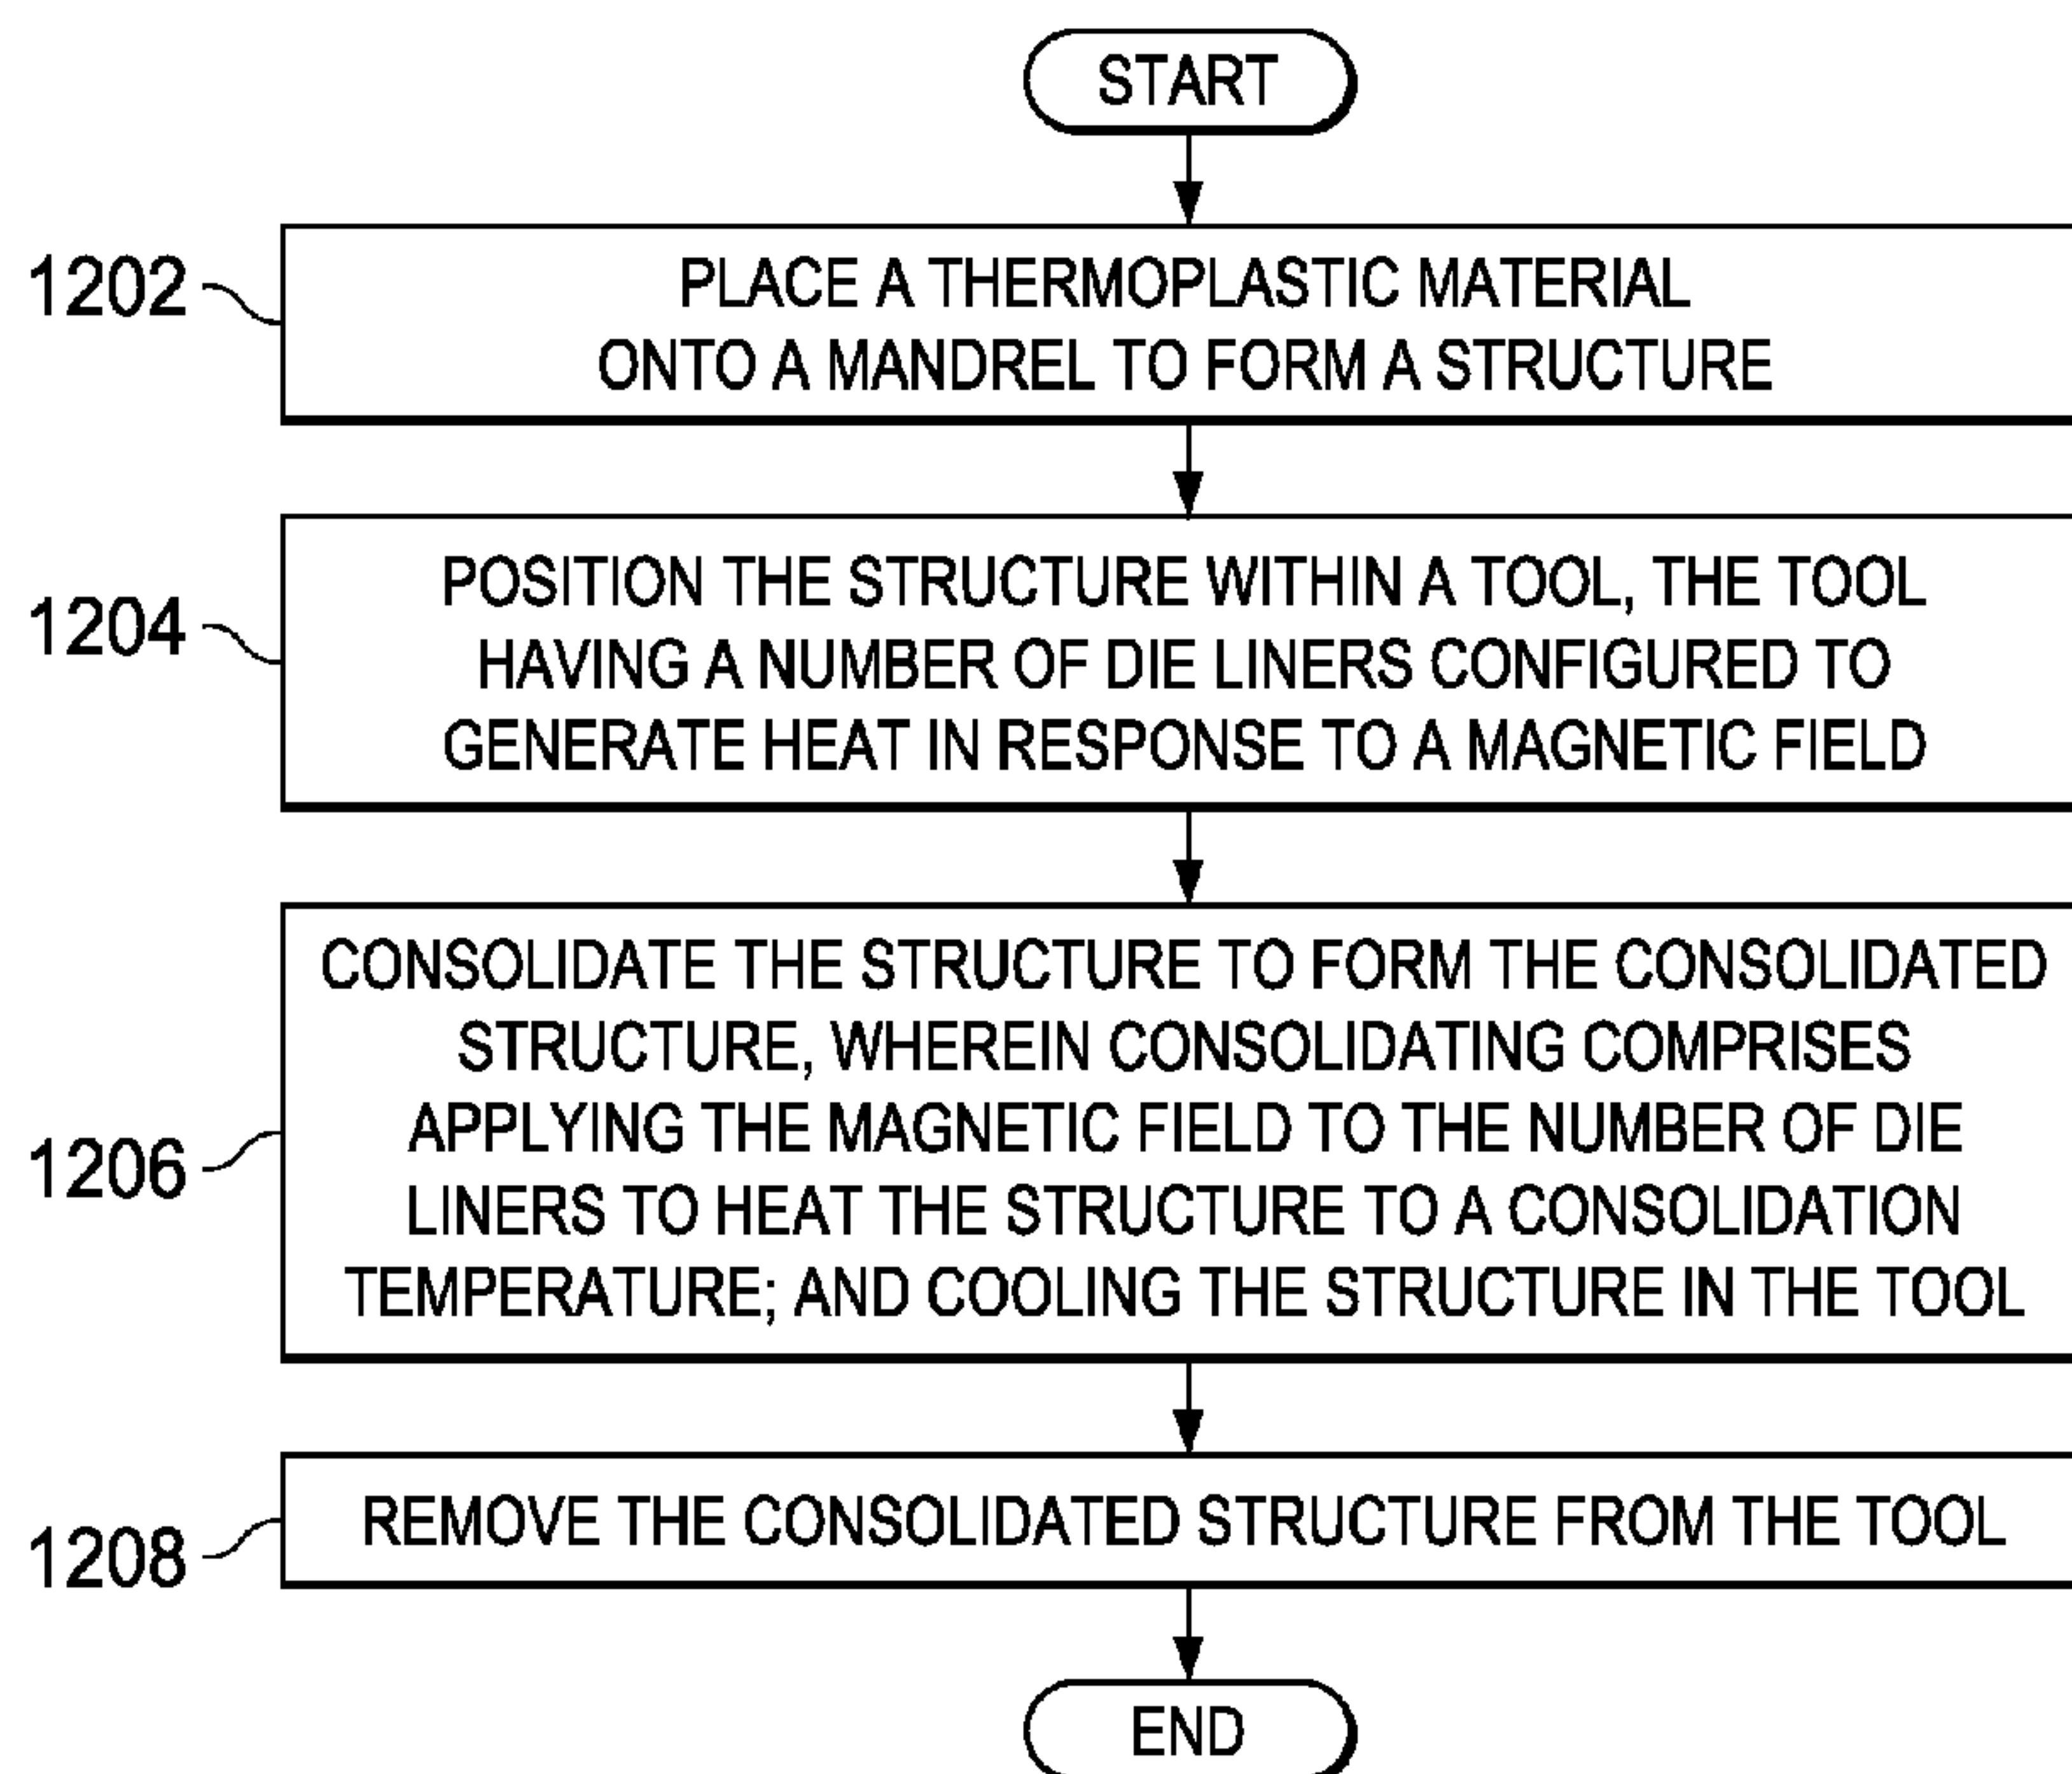 START
1202
PLACE A THERMOPLASTIC MATERIAL
ONTO A MANDREL TO FORM A STRUCTURE
1204
POSITION THE STRUCTURE WITHIN A TOOL, THE TOOL
HAVING A NUMBER OF DIE LINERS CONFIGURED TO
GENERATE HEAT IN RESPONSE TO A MAGNETIC FIELD
1206
CONSOLIDATE THE STRUCTURE TO FORM THE CONSOLIDATED
STRUCTURE, WHEREIN CONSOLIDATING COMPRISES
APPLYING THE MAGNETIC FIELD TO THE NUMBER OF DIE
LINERS TO HEAT THE STRUCTURE TO A CONSOLIDATION
TEMPERATURE; AND COOLING THE STRUCTURE IN THE TOOL
1208
REMOVE THE CONSOLIDATED STRUCTURE FROM THE TOOL
END